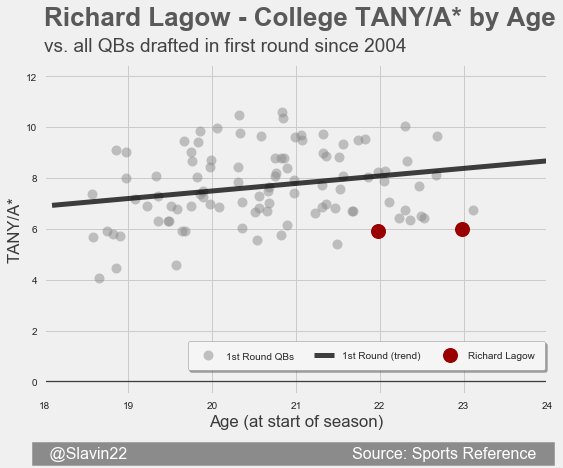 Richard Lagow - College TANY/A* by Age
vs. all QBs drafted in first round since 2004
TANY/A*
12
10
8
6
4
2
0
1st Round QBs
1st Round (trend)
Richard Lagow
18
19
20
21
22
23
24
Age (at start of season)
@Slavin22
Source: Sports Reference